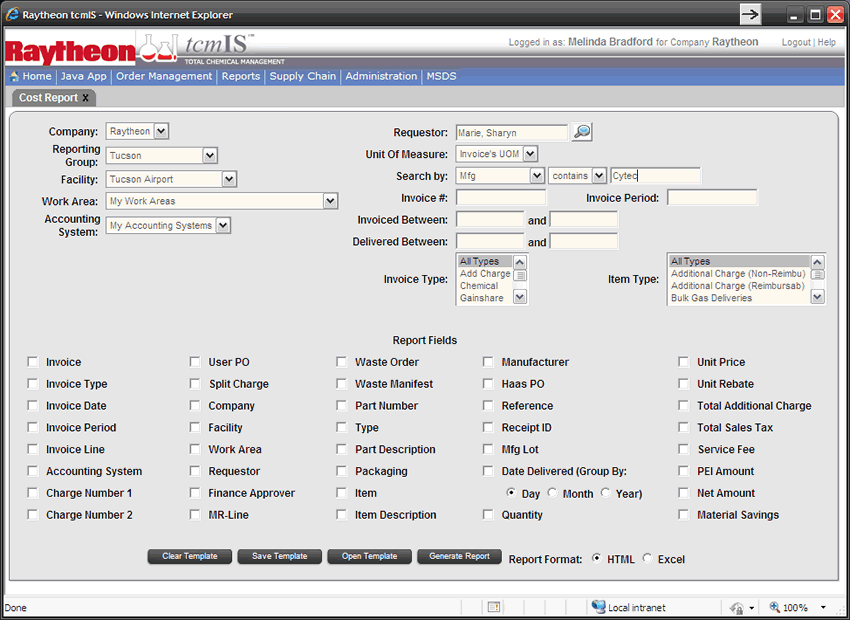 Raytheon tcmIS - Windows Internet Explorer
Raytheon tcmIS™
TOTAL CHEMICAL MANAGEMENT
Logged in as: Melinda Bradford for Company Raytheon Logout | Help
Home | Java App | Order Management | Reports | Supply Chain | Administration | MSDS
Cost Report x
Company: Raytheon Requestor: Marie, Sharyn
Reporting Group: Tucson Unit Of Measure: Invoice's UOM
Facility: Tucson Airport Search by: Mfg contains Cytec
Work Area: My Work Areas Invoice #: Invoice Period:
Accounting System: My Accounting Systems Invoiced Between: and
Delivered Between: and
Invoice Type: All Types Item Type: All Types
Add Charge Additional Charge (Non-Reimbu)
Chemical Additional Charge (Reimbursab)
Gainshare Bulk Gas Deliveries
Report Fields
Invoice User PO Waste Order Manufacturer Unit Price
Invoice Type Split Charge Waste Manifest Haas PO Unit Rebate
Invoice Date Company Part Number Reference Total Additional Charge
Invoice Period Facility Type Receipt ID Total Sales Tax
Invoice Line Work Area Part Description Mfg Lot Service Fee
Accounting System Requestor Packaging Date Delivered (Group By: PEI Amount
Charge Number 1 Finance Approver Item Day Month Year) Net Amount
Charge Number 2 MR-Line Item Description Quantity Material Savings
Clear Template Save Template Open Template Generate Report Report Format: HTML Excel
Done Local intranet 100%